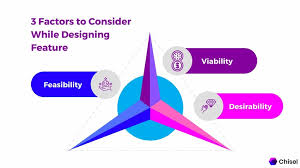 3 Factors to Consider
While Designing
Feature
Viability
Feasibility
Desirability
Chisel